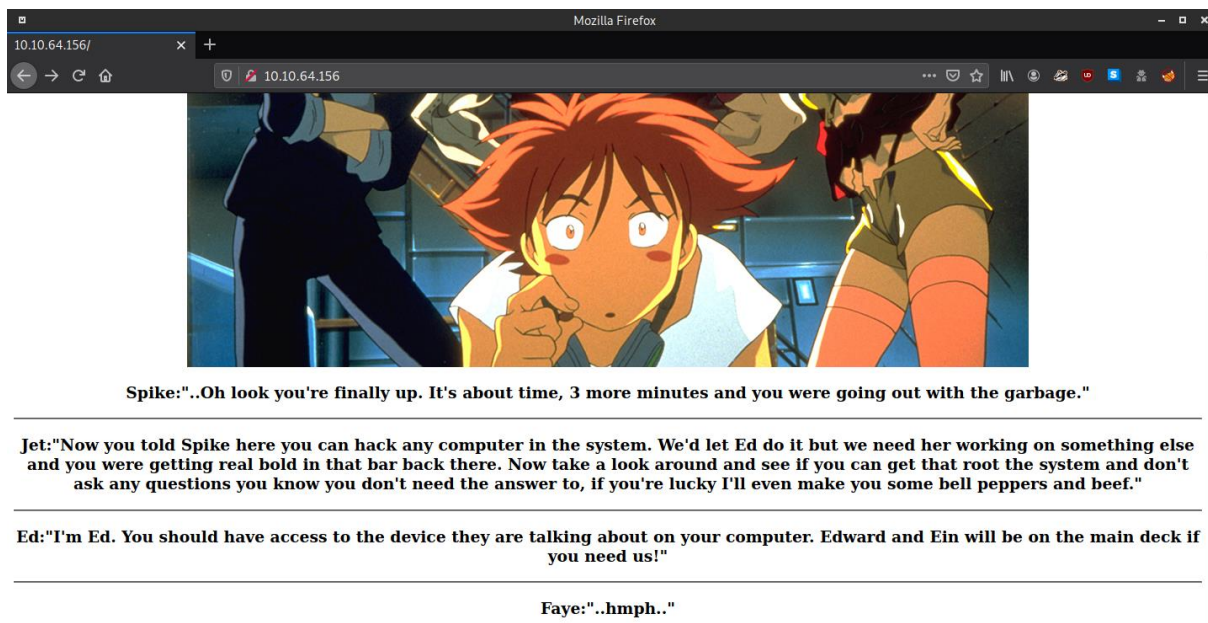 Mozilla Firefox
10.10.64.156/
10.10.64.156
Spike:"..Oh look you're finally up. It's about time, 3 more minutes and you were going out with the garbage."
Jet:"Now you told Spike here you can hack any computer in the system. We'd let Ed do it but we need her working on something else
and you were getting real bold in that bar back there. Now take a look around and see if you can get that root the system and don't
ask any questions you know you don't need the answer to, if you're lucky I'll even make you some bell peppers and beef."
Ed:"I'm Ed. You should have access to the device they are talking about on your computer. Edward and Ein will be on the main deck if
you need us!"
Faye:"..hmph.."